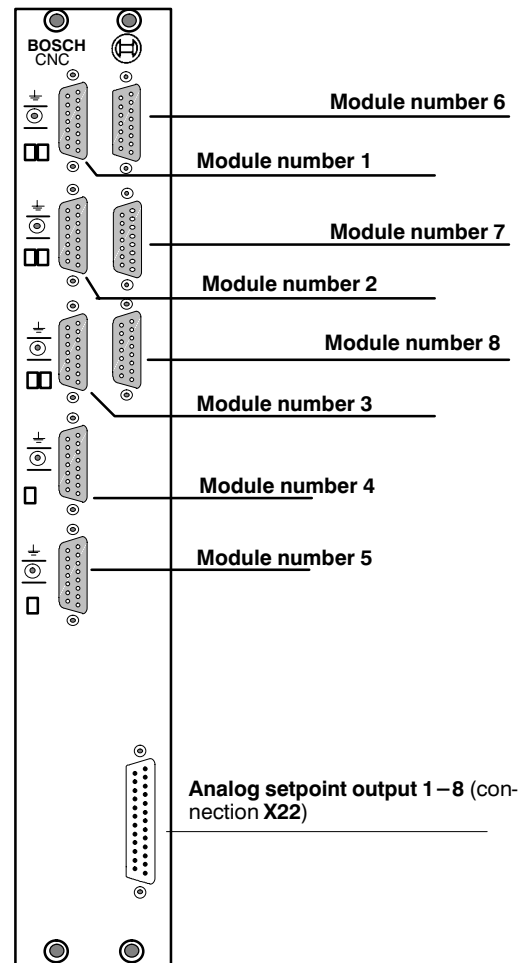 BOSCH
CNC
Module number 6
Module number 1
Module number 7
Module number 2
Module number 8
Module number 3
Module number 4
Module number 5
Analog setpoint output 1–8 (con-
nection X22)